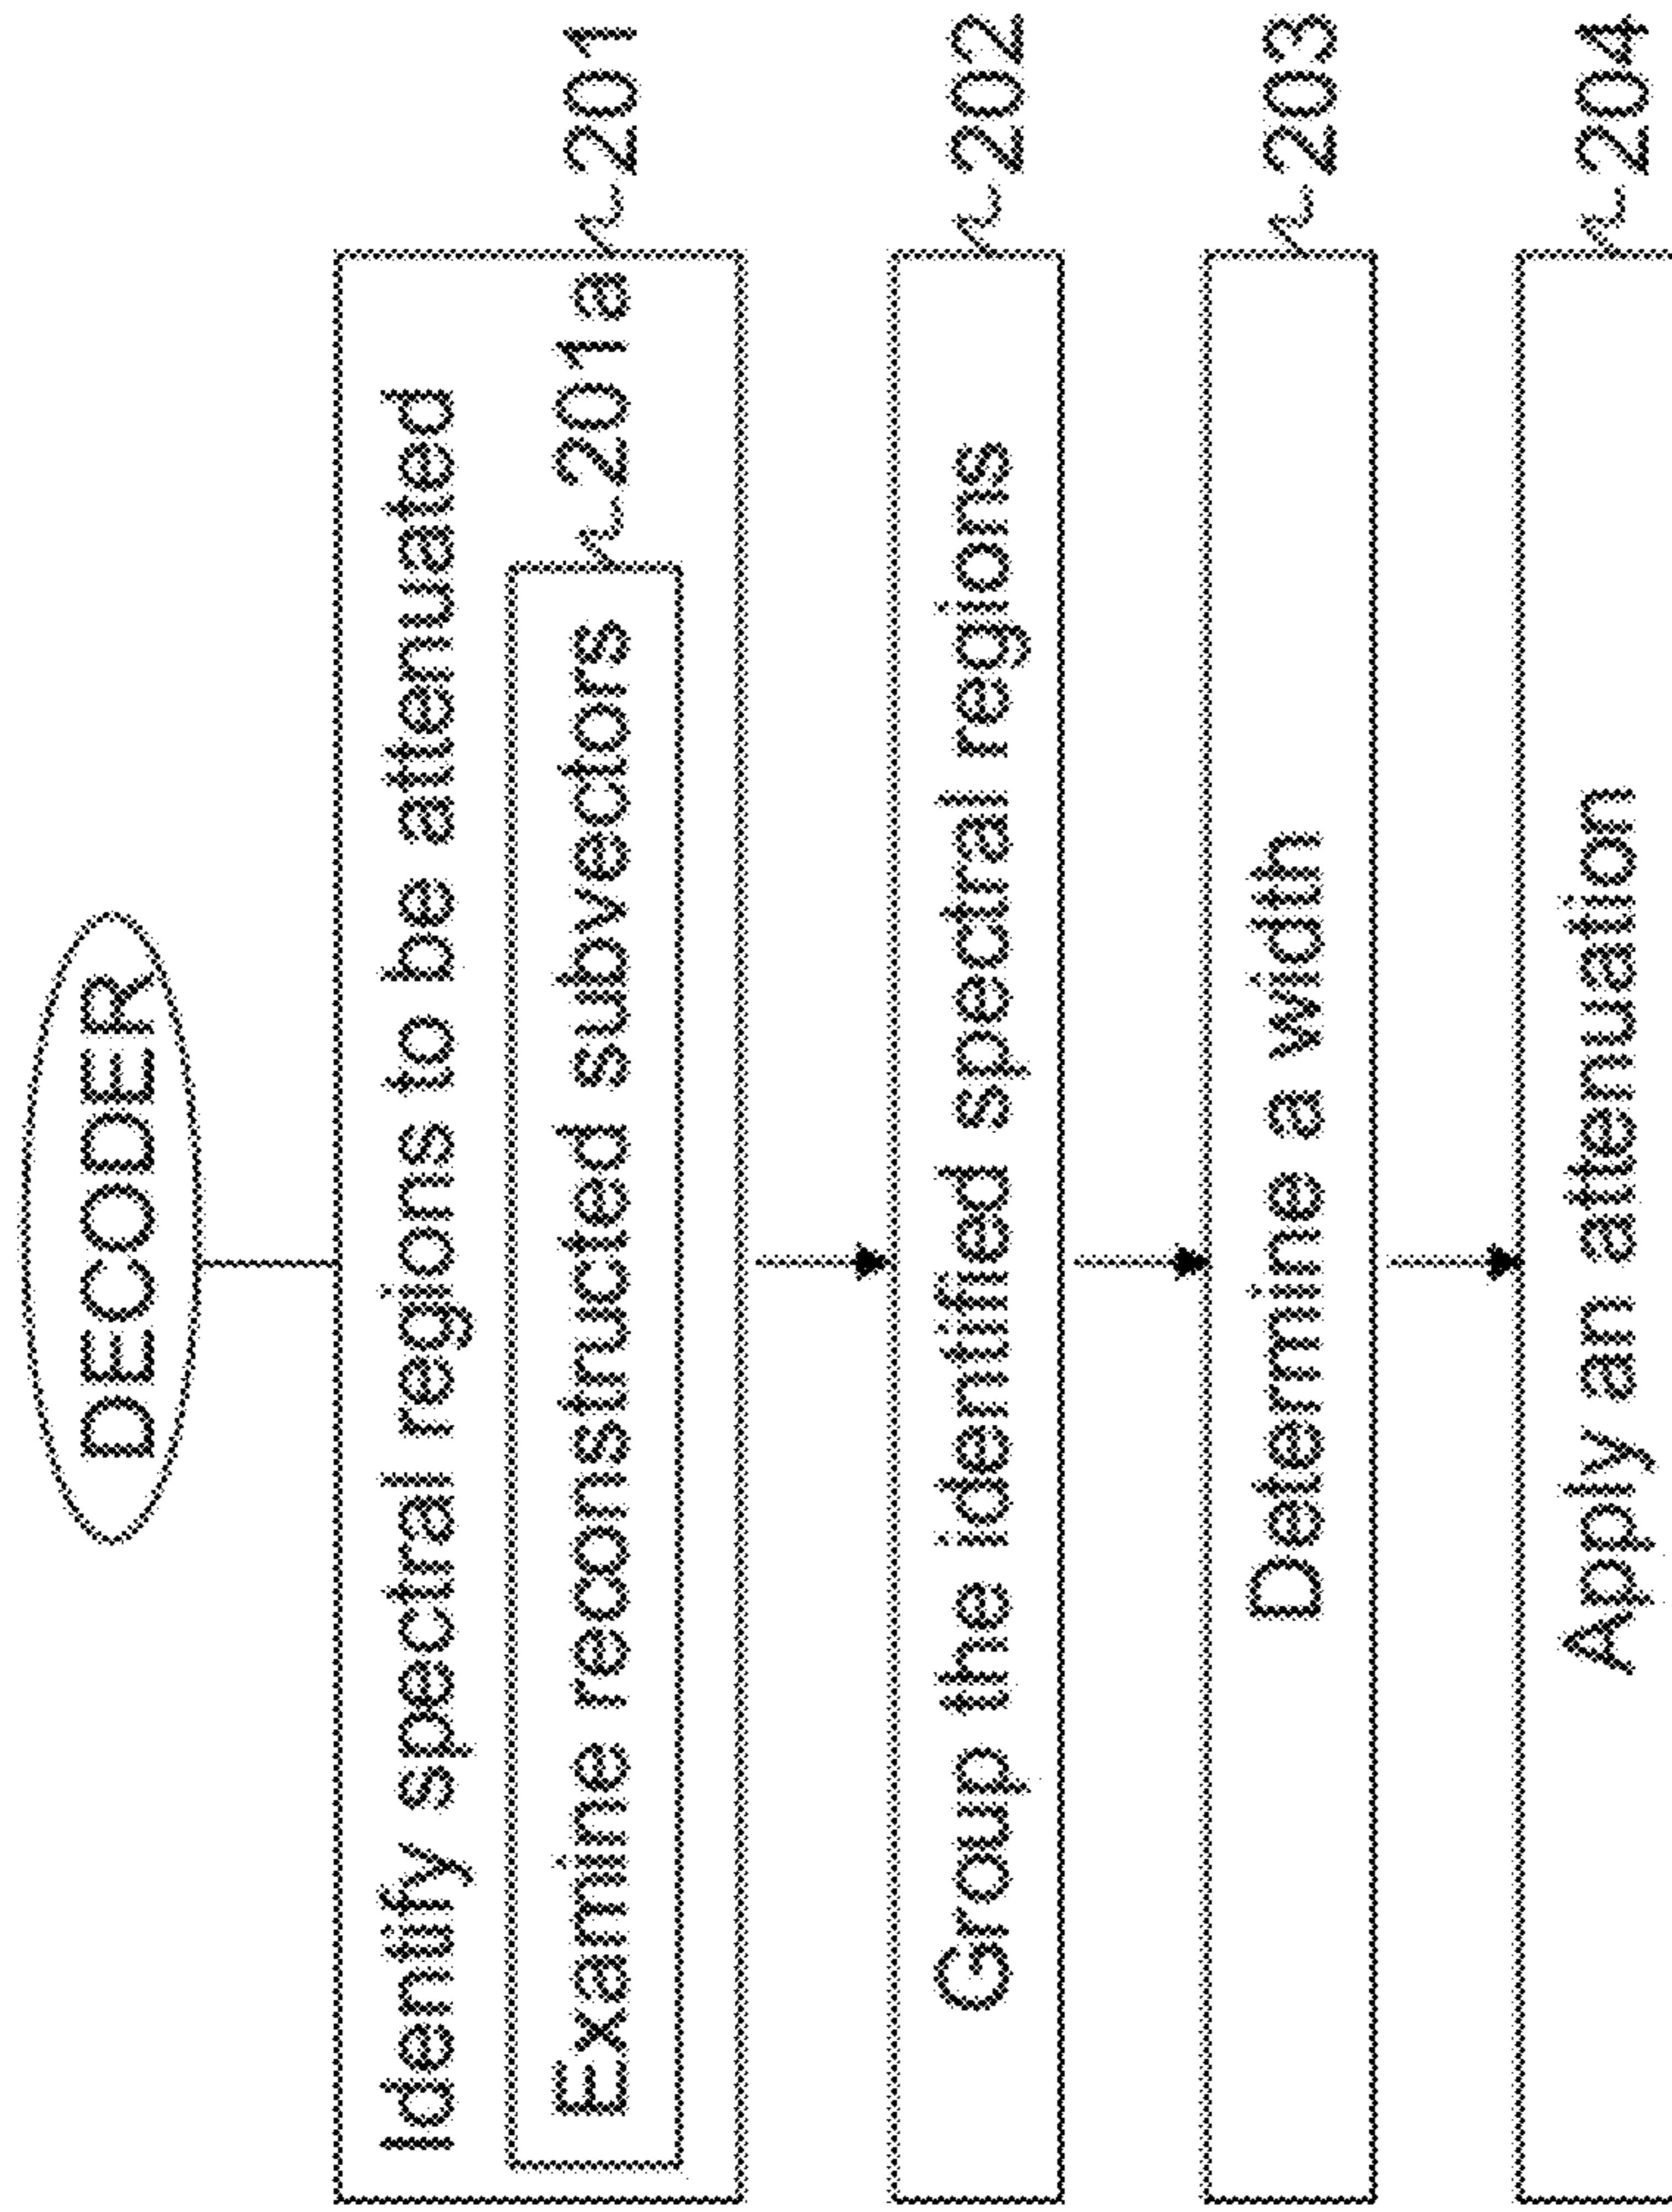 DECODER
Identify spectral regions to be attenuated
Examine reconstructed subvectors 201a 201
Group the identified spectral regions 202
Determine a width 203
Apply an attenuation 204